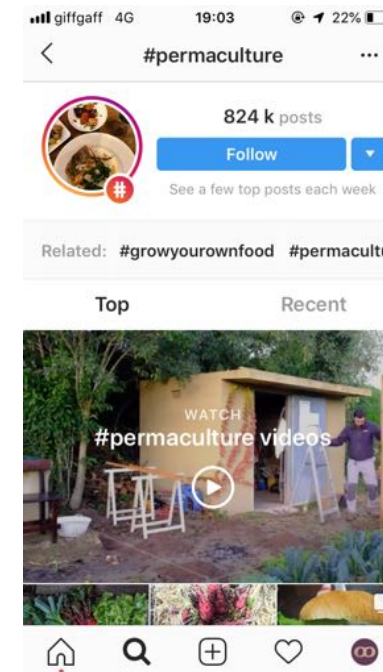 giffgaff 4G 19:03 22%
#permaculture
824 k posts
Follow
See a few top posts each week
Related: #growyourownfood #permacultu
Top Recent
WATCH
#permaculture videos